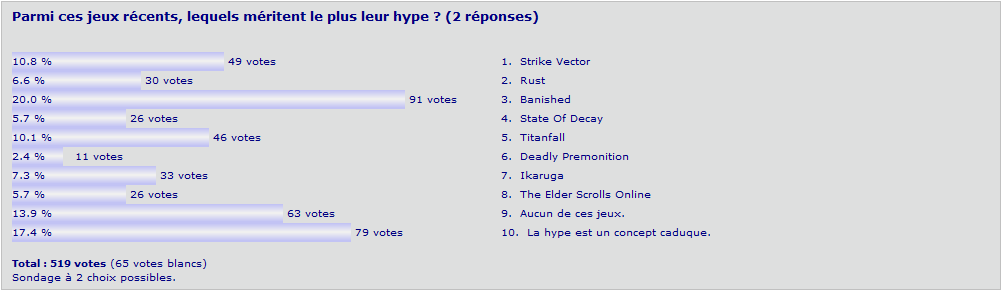 Parmi ces jeux récents, lequels méritent le plus leur hype ? (2 réponses)
10.8 % 49 votes 1. Strike Vector
6.6 % 30 votes 2. Rust
20.0 % 91 votes 3. Banished
5.7 % 26 votes 4. State Of Decay
10.1 % 46 votes 5. Titanfall
2.4 % 11 votes 6. Deadly Premonition
7.3 % 33 votes 7. Ikaruga
5.7 % 26 votes 8. The Elder Scrolls Online
13.9 % 63 votes 9. Aucun de ces jeux.
17.4 % 79 votes 10. La hype est un concept caduque.
Total : 519 votes (65 votes blancs)
Sondage à 2 choix possibles.